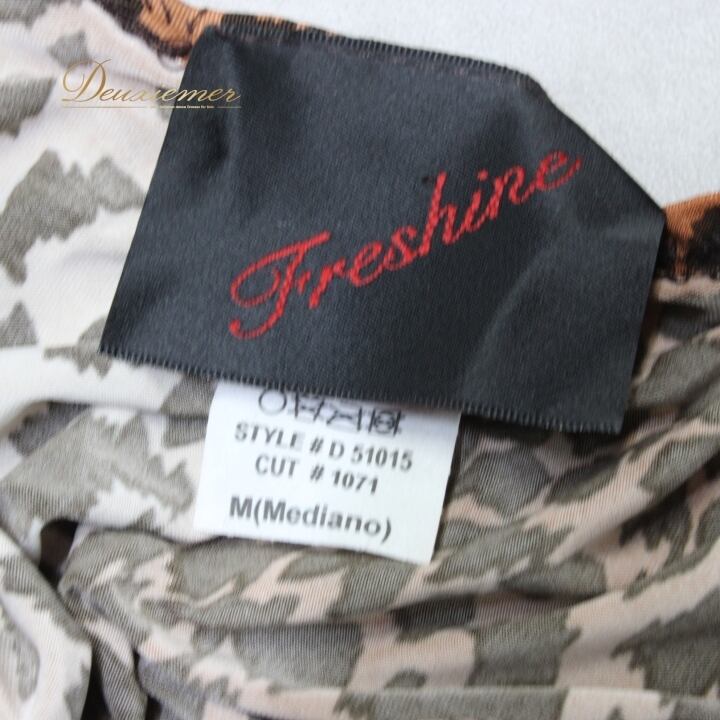 Deuxiemer
Freshine
STYLE # D 51015
CUT # 1071
M(Mediano)